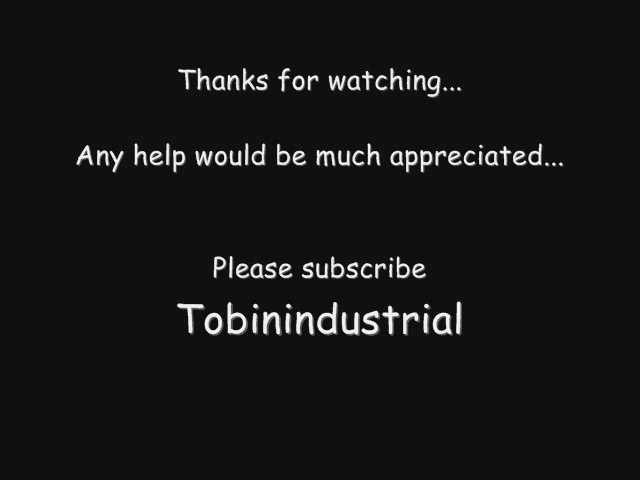 Thanks for watching...
Any help would be much appreciated...
Please subscribe
Tobinindustrial